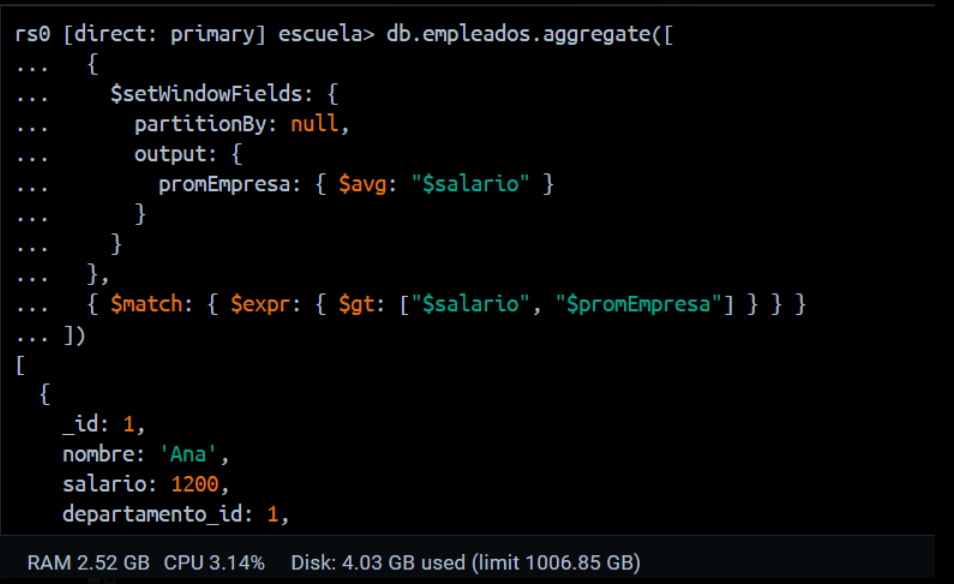 rs0 [direct: primary] escuela> db.empleados.aggregate([
...   {
...     $setWindowFields: {
...       partitionBy: null,
...       output: {
...         promEmpresa: { $avg: "$salario" }
...       }
...     }
...   },
...   { $match: { $expr: { $gt: ["$salario", "$promEmpresa"] } } }
... ])
[
  {
    _id: 1,
    nombre: 'Ana',
    salario: 1200,
    departamento_id: 1,
RAM 2.52 GB CPU 3.14% Disk: 4.03 GB used (limit 1006.85 GB)